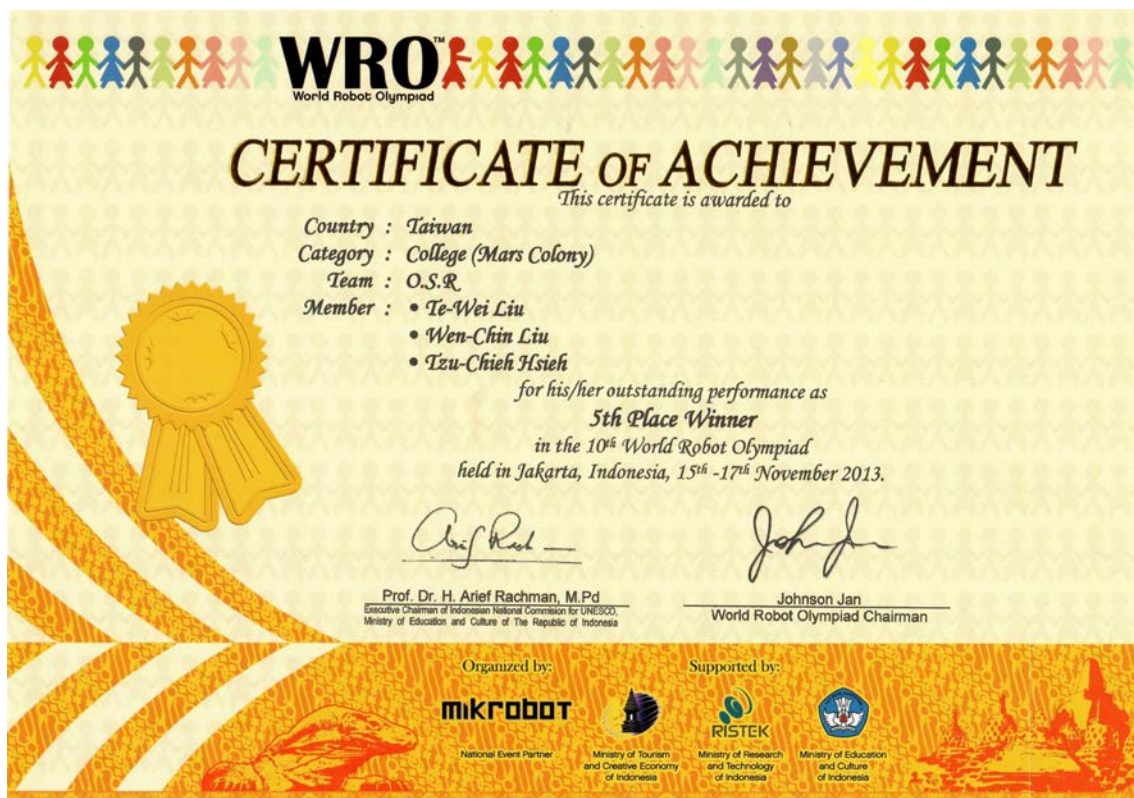 WRO™
World Robot Olympiad
CERTIFICATE OF ACHIEVEMENT
This certificate is awarded to
Country : Taiwan
Category : College (Mars Colony)
Team : O.S.R
Member : • Te-Wei Liu
• Wen-Chin Liu
• Tzu-Chieh Hsieh
for his/her outstanding performance as
5th Place Winner
in the 10th World Robot Olympiad
held in Jakarta, Indonesia, 15th -17th November 2013.
Prof. Dr. H. Arief Rachman, M.Pd
Executive Chairman of Indonesian National Commision for UNESCO,
Ministry of Education and Culture of The Republic of Indonesia
Johnson Jan
World Robot Olympiad Chairman
Organized by:
mikrobot
National Event Partner
Supported by:
Ministry of Tourism
and Creative Economy
of Indonesia
RISTEK
Ministry of Research
and Technology
of Indonesia
Ministry of Education
and Culture
of Indonesia